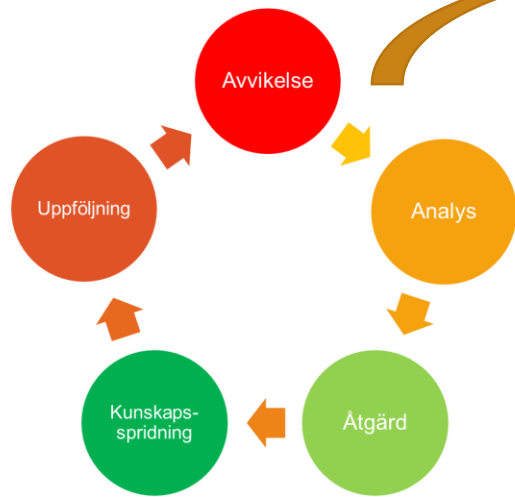 Avvikelse
Analys
Åtgärd
Kunskaps-
spridning
Uppföljning